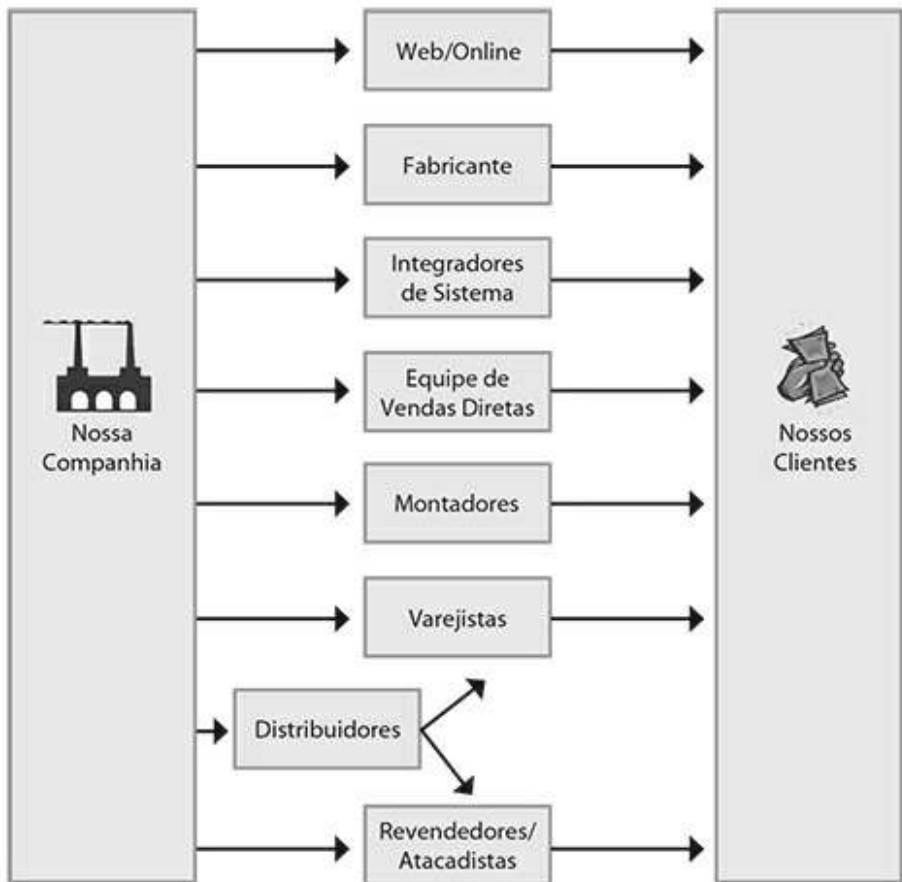 Web/Online
Fabricante
Integradores
de Sistema
Equipe de
Vendas Diretas
Nossa
Companhia
Nossos
Clientes
Montadores
Varejistas
Distribuidores
Revendedores/
Atacadistas